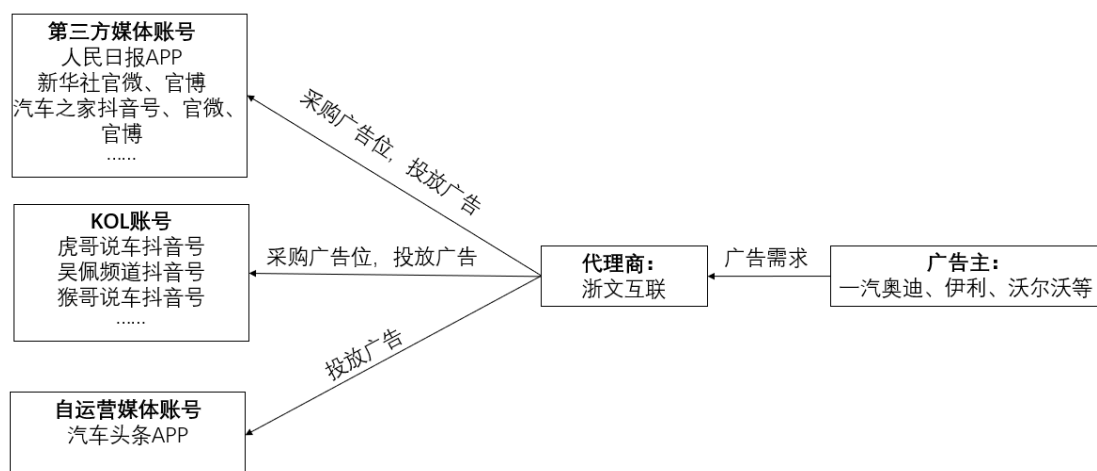 第三方媒体账号
人民日报APP
新华社官微、官博
汽车之家抖音号、官微、
官博
……
采购广告位，投放广告
KOL账号
虎哥说车抖音号
吴佩频道抖音号
猴哥说车抖音号
……
采购广告位，投放广告
代理商：
浙文互联
广告需求
广告主：
一汽奥迪、伊利、沃尔沃等
投放广告
自运营媒体账号
汽车头条APP